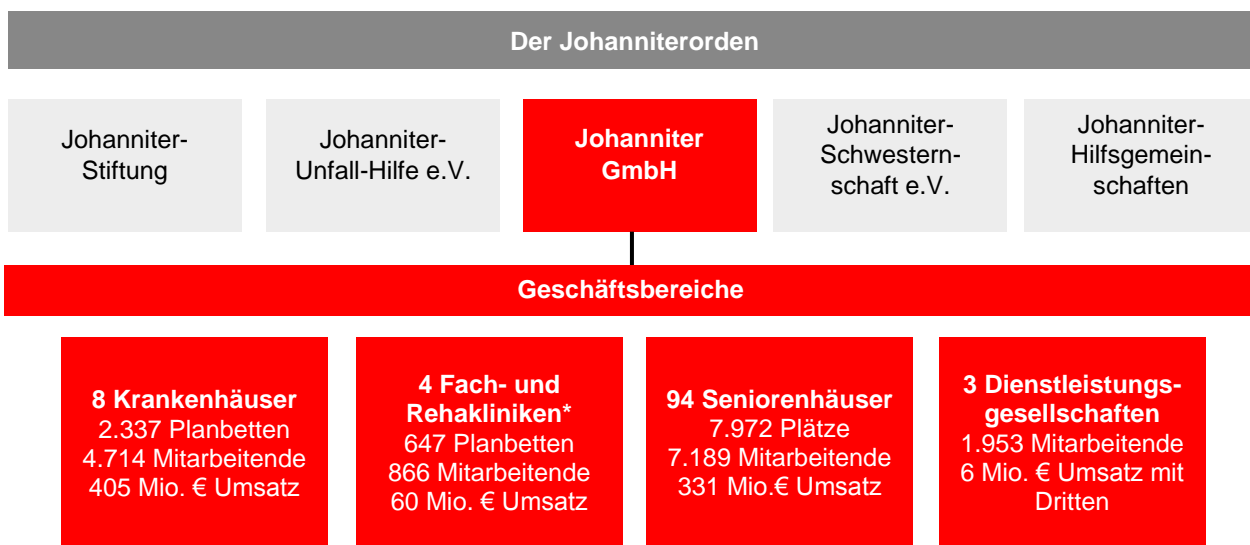 Der Johanniterorden
Johanniter-
Stiftung
Johanniter-
Unfall-Hilfe e.V.
Johanniter
GmbH
Johanniter-
Schwestern-
schaft e.V.
Johanniter-
Hilfsgemein-
schaften
Geschäftsbereiche
8 Krankenhäuser
2.337 Planbetten
4.714 Mitarbeitende
405 Mio. € Umsatz
4 Fach- und
Rehakliniken*
647 Planbetten
866 Mitarbeitende
60 Mio. € Umsatz
94 Seniorenhäuser
7.972 Plätze
7.189 Mitarbeitende
331 Mio.€ Umsatz
3 Dienstleistungs-
gesellschaften
1.953 Mitarbeitende
6 Mio. € Umsatz mit
Dritten